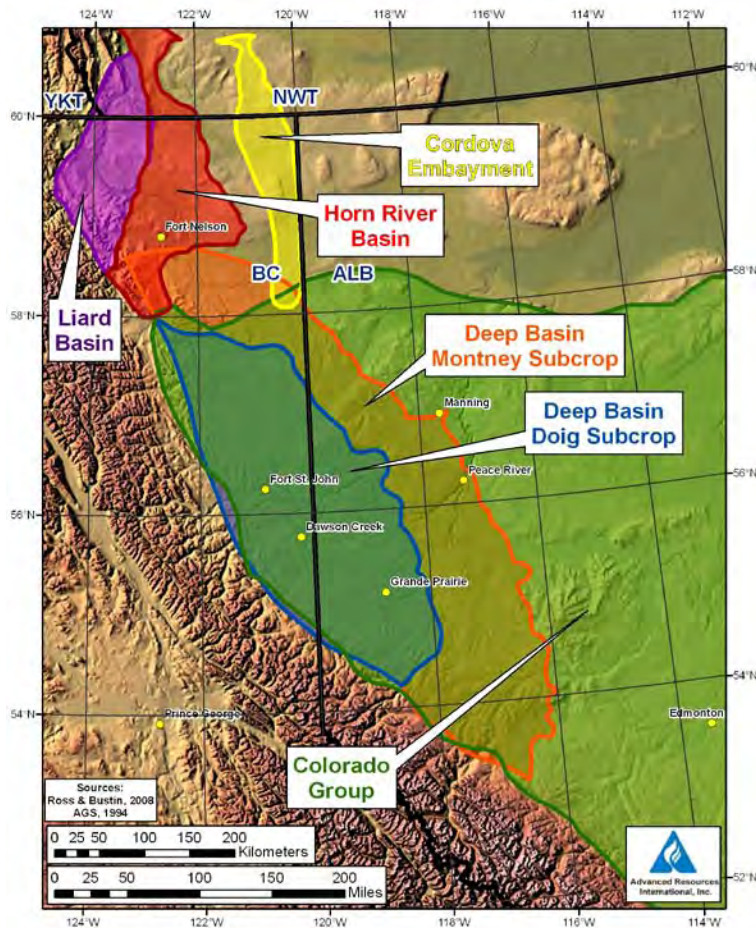 124°W
122°W
120°W
118°W
116°W
114°W
112°W
YKT
NWT
60°N
60°N
Cordova
Embayment
Horn River
Basin
Fort Nelson
BC
ALB
58°N
58°N
Liard
Basin
Deep Basin
Montney Subcrop
Manning
Deep Basin
Doig Subcrop
Fort St. John
Peace River
56°N
56°N
Dawson Creek
Grande Prairie
54°N
54°N
Prince George
Edmonton
Colorado
Group
Sources:
Ross & Bustin, 2008
AGS, 1994
0 25 50 100 150 200
Kilometers
0 25 50 100 150 200
Miles
Advanced Resources
International, Inc.
52°N
124°W
122°W
120°W
118°W
116°W
114°W